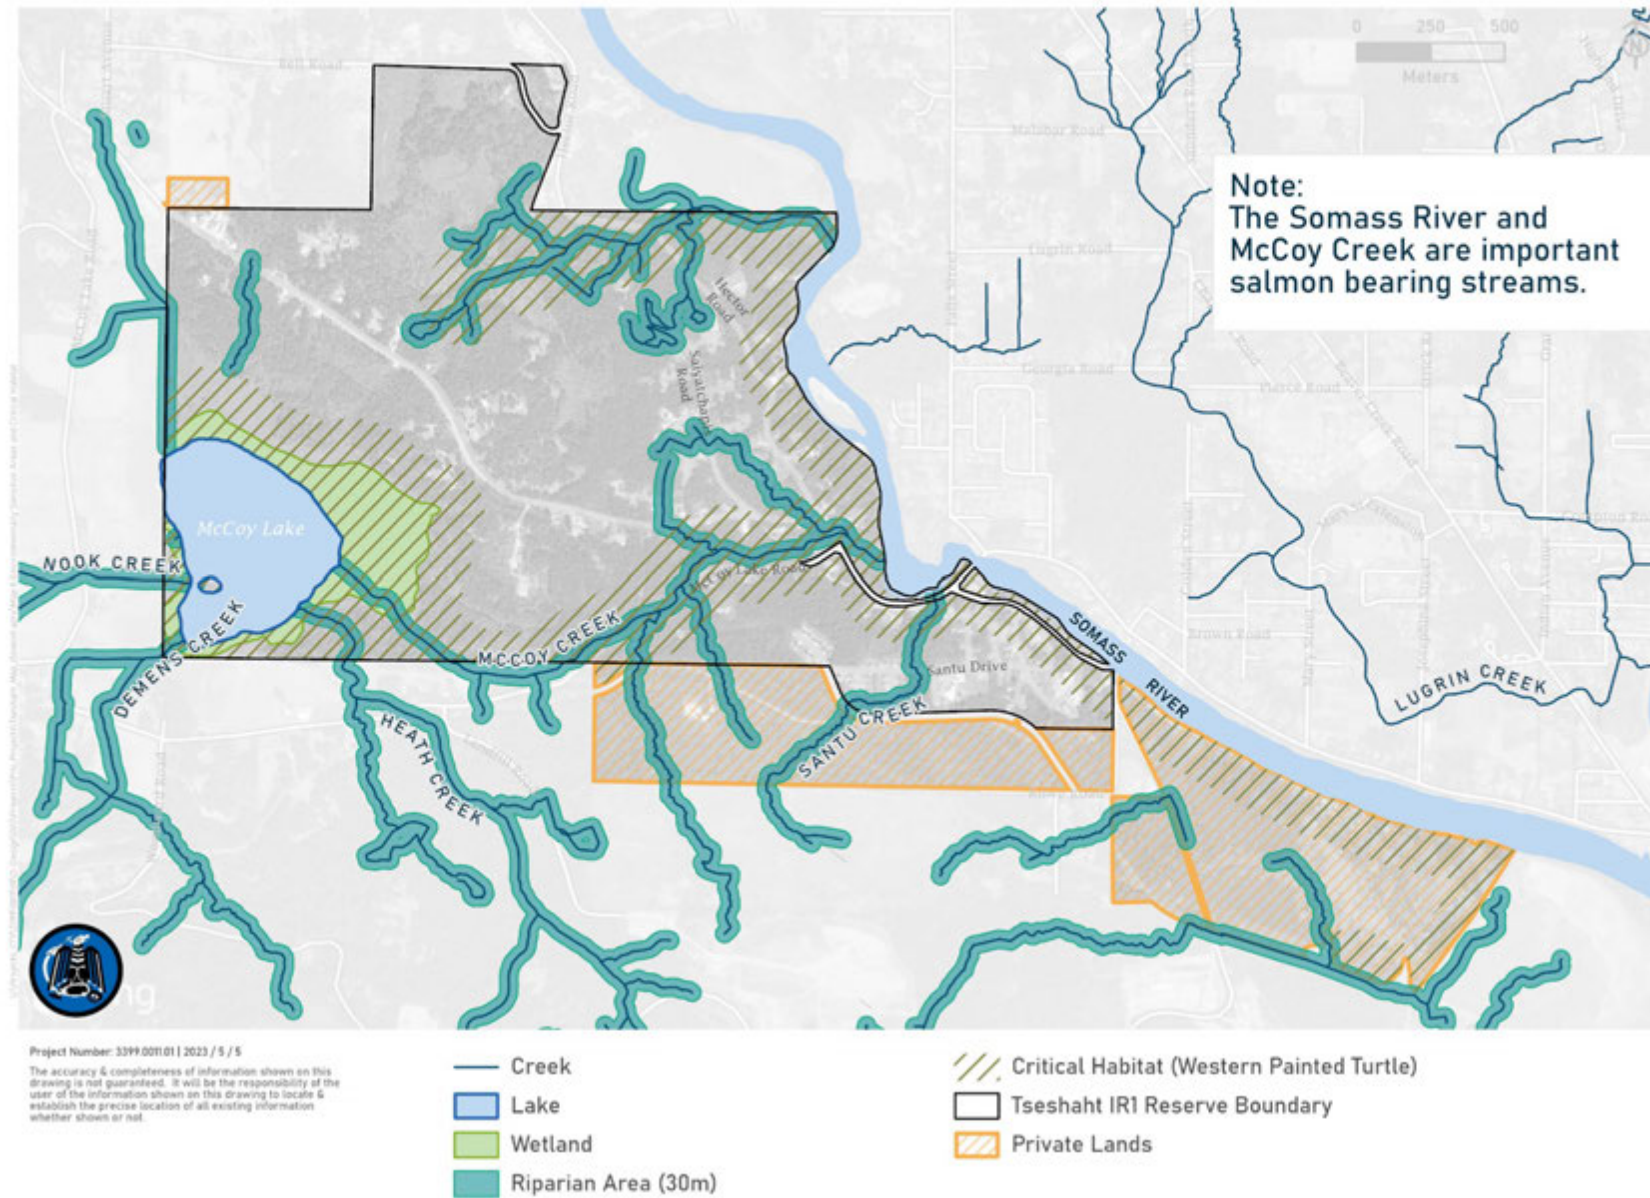 0 250 500
Meters
N
Bell Road
Malabar Road
Note:
The Somass River and
McCoy Creek are important
salmon bearing streams.
Lugrin Road
Hector
Road
Georgia Road
Pierce Road
Saiyatchapis
Road
McCoy Lake
McCoy Lake Road
NOOK CREEK
DEMENS CREEK
MCCOY CREEK
SOMASS
RIVER
Brown Road
Santu Drive
LUGRIN CREEK
HEATH CREEK
SANTU CREEK
Project Number: 3399.0011.01 | 2023 / 5 / 5
The accuracy & completeness of information shown on this
drawing is not guaranteed. It will be the responsibility of the
user of the information shown on this drawing to locate &
establish the precise location of all existing information
whether shown or not.
Creek
Lake
Wetland
Riparian Area (30m)
Critical Habitat (Western Painted Turtle)
Tseshaht IR1 Reserve Boundary
Private Lands